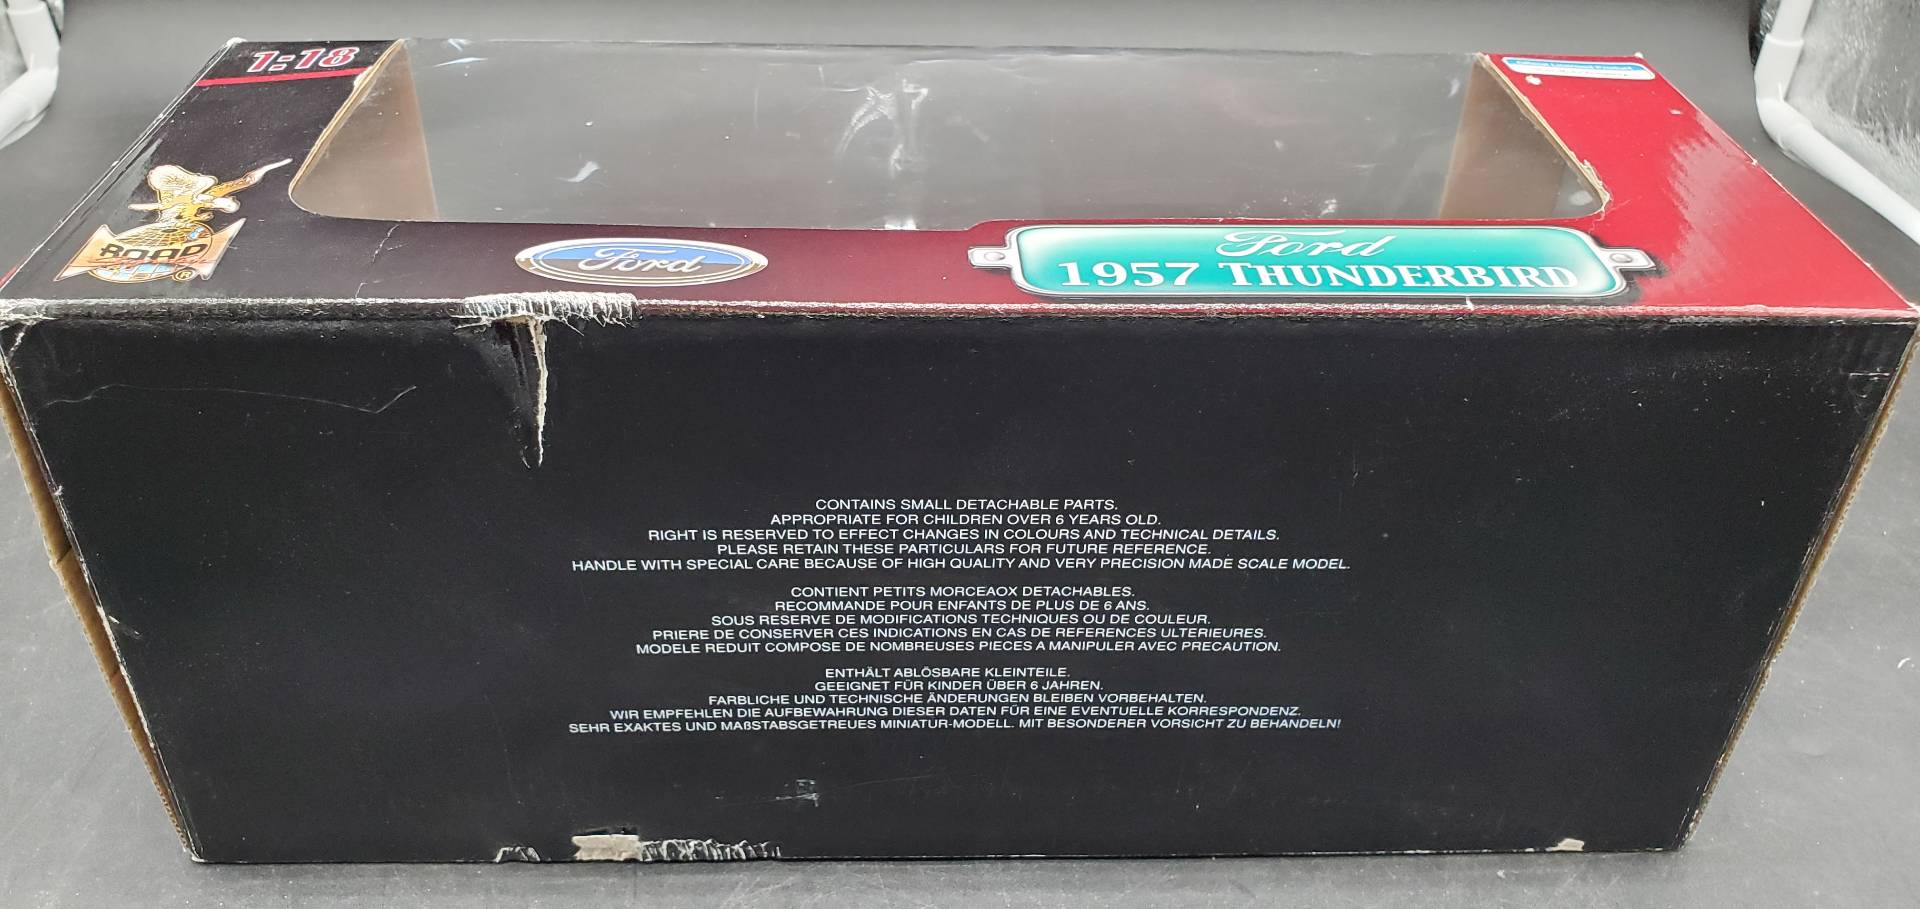 1:18
ROAD
®
Ford
Ford
1957 THUNDERBIRD
CONTAINS SMALL DETACHABLE PARTS.
APPROPRIATE FOR CHILDREN OVER 6 YEARS OLD.
RIGHT IS RESERVED TO EFFECT CHANGES IN COLOURS AND TECHNICAL DETAILS.
PLEASE RETAIN THESE PARTICULARS FOR FUTURE REFERENCE.
HANDLE WITH SPECIAL CARE BECAUSE OF HIGH QUALITY AND VERY PRECISION MADE SCALE MODEL.
CONTIENT PETITS MORCEAOX DETACHABLES.
RECOMMANDE POUR ENFANTS DE PLUS DE 6 ANS.
SOUS RESERVE DE MODIFICATIONS TECHNIQUES OU DE COULEUR.
PRIERE DE CONSERVER CES INDICATIONS EN CAS DE REFERENCES ULTERIEURES.
MODELE REDUIT COMPOSE DE NOMBREUSES PIECES A MANIPULER AVEC PRECAUTION.
ENTHÄLT ABLÖSBARE KLEINTEILE.
GEEIGNET FÜR KINDER ÜBER 6 JAHREN.
FARBLICHE UND TECHNISCHE ÄNDERUNGEN BLEIBEN VORBEHALTEN.
WIR EMPFEHLEN DIE AUFBEWAHRUNG DIESER DATEN FÜR EINE EVENTUELLE KORRESPONDENZ.
SEHR EXAKTES UND MAßSTABSGETREUES MINIATUR-MODELL. MIT BESONDERER VORSICHT ZU BEHANDELN!